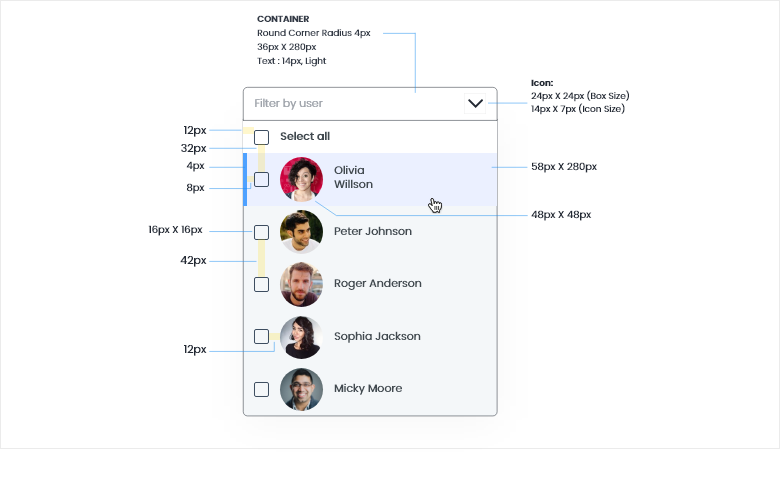 CONTAINER
Round Corner Radius 4px
36px X 280px
Text : 14px, Light
Icon:
24px X 24px (Box Size)
14px X 7px (Icon Size)
Filter by user
12px
Select all
32px
4px
58px X 280px
8px
Olivia
Willson
48px X 48px
16px X 16px
Peter Johnson
42px
Roger Anderson
Sophia Jackson
12px
Micky Moore